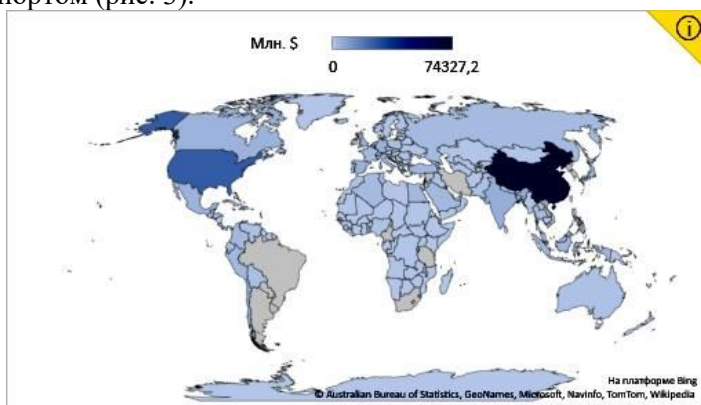 портом (рис. 3).
Млн. $
0 74327,2
На платформе Bing
© Australian Bureau of Statistics, GeoNames, Microsoft, Navinfo, TomTom, Wikipedia